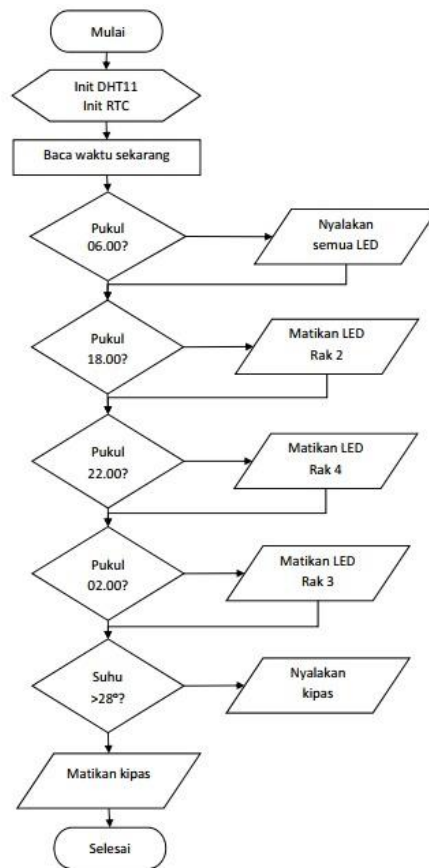 Mulai
Init DHT11
Init RTC
Baca waktu sekarang
Pukul
06.00?
Nyalakan
semua LED
Pukul
18.00?
Matikan LED
Rak 2
Pukul
22.00?
Matikan LED
Rak 4
Pukul
02.00?
Matikan LED
Rak 3
Suhu
>28°?
Nyalakan
kipas
Matikan kipas
Selesai